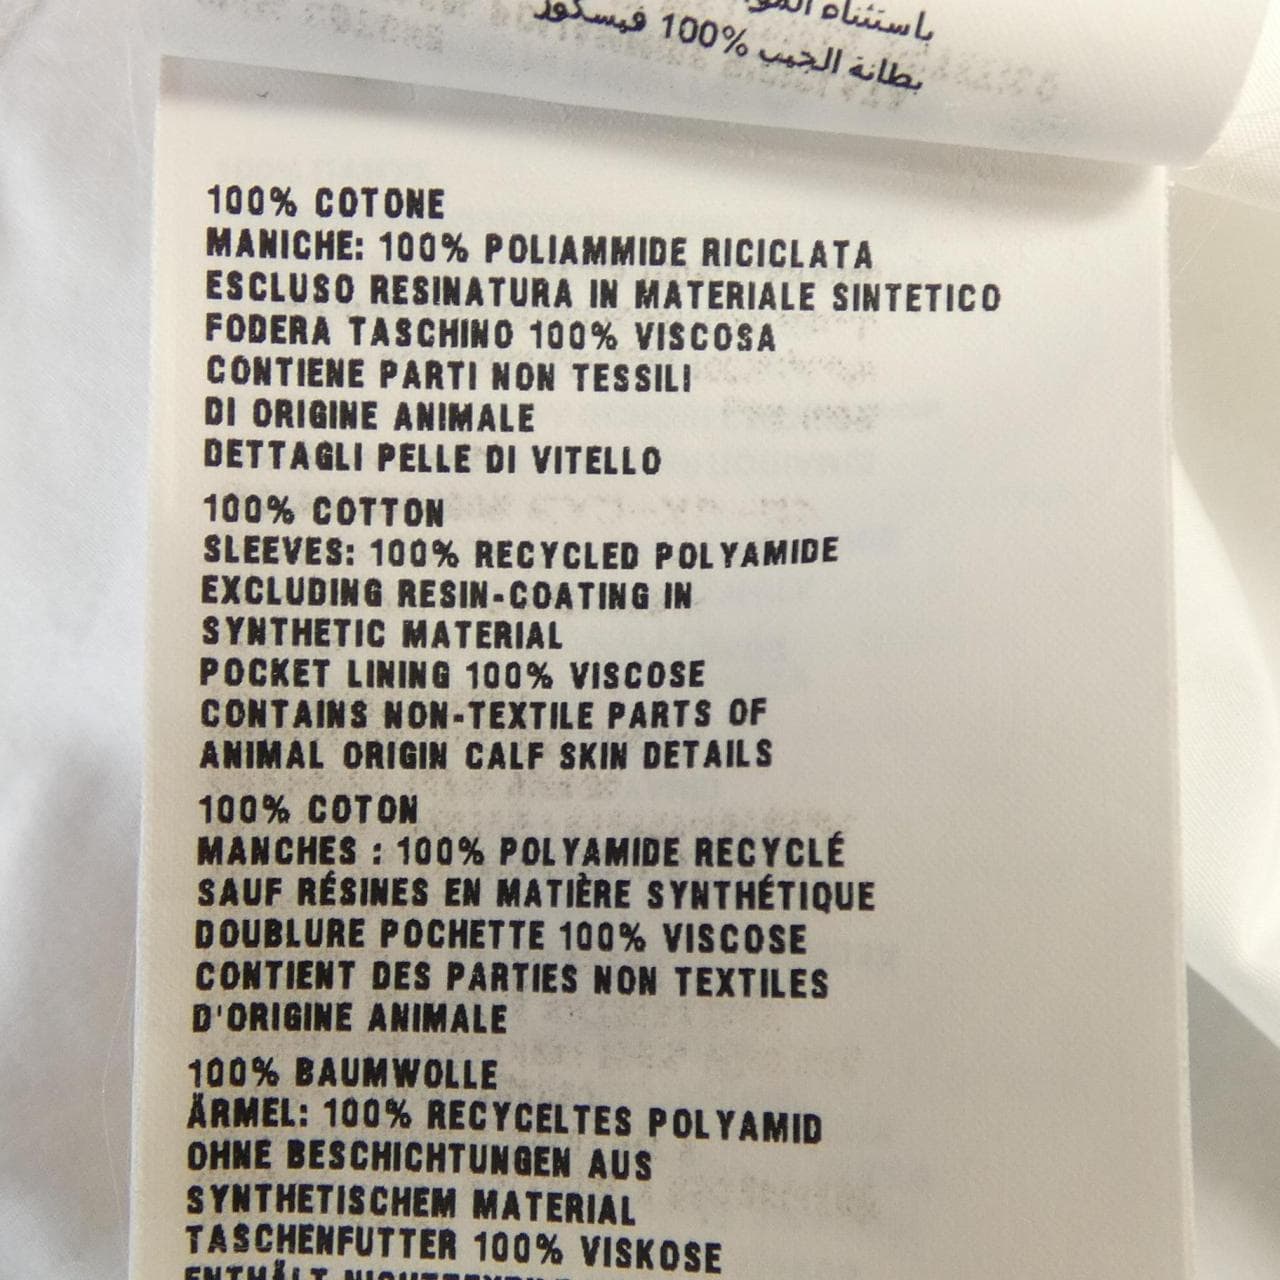 باستثناء
بطانة الجيب 100% فيسكوز
100% COTONE
MANICHE: 100% POLIAMMIDE RICICLATA
ESCLUSO RESINATURA IN MATERIALE SINTETICO
FODERA TASCHINO 100% VISCOSA
CONTIENE PARTI NON TESSILI
DI ORIGINE ANIMALE
DETTAGLI PELLE DI VITELLO
100% COTTON
SLEEVES: 100% RECYCLED POLYAMIDE
EXCLUDING RESIN-COATING IN
SYNTHETIC MATERIAL
POCKET LINING 100% VISCOSE
CONTAINS NON-TEXTILE PARTS OF
ANIMAL ORIGIN CALF SKIN DETAILS
100% COTON
MANCHES : 100% POLYAMIDE RECYCLÉ
SAUF RÉSINES EN MATIÈRE SYNTHÉTIQUE
DOUBLURE POCHETTE 100% VISCOSE
CONTIENT DES PARTIES NON TEXTILES
D'ORIGINE ANIMALE
100% BAUMWOLLE
ÄRMEL: 100% RECYCELTES POLYAMID
OHNE BESCHICHTUNGEN AUS
SYNTHETISCHEM MATERIAL
TASCHENFUTTER 100% VISKOSE
ENTHÄLT